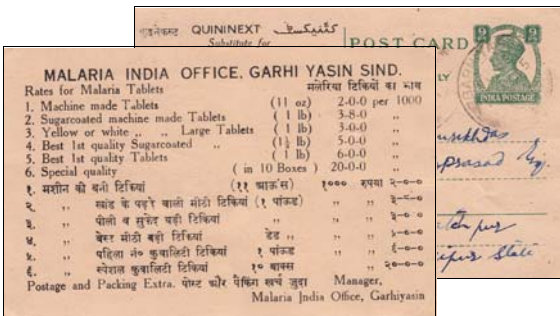 क्विनैनेक्स्ट QUININEXT كنينيكسٹ
Substitute for
POST CARD
INDIA POSTAGE
MALARIA INDIA OFFICE, GARHI YASIN SIND.
Rates for Malaria Tablets मलेरिया टिकियों का भाव
1. Machine made Tablets (11 oz) 2-0-0 per 1000
2. Sugarcoated machine made Tablets ( 1 lb) 3-8-0 „
3. Yellow or white „ „ Large Tablets ( 1 lb) 3-0-0 „
4. Best 1st quality Sugarcoated „ (1½ lb) 5-0-0 „
5. Best 1st quality Tablets ( 1 lb) 6-0-0 „
6. Special quality ( in 10 Boxes ) 20-0-0 „
१. मशीन की बनी टिकियां (११ आऊंस) १००० रुपया २-०-०
२. „ खांड के पड़दे वाली मीठी टिकियां (१ पांऊड) „ „ ३-८-०
३. „ पीली व सुफेद बड़ी टिकियां „ „ ३-०-०
४. „ बेस्ट मीठी बड़ी टिकियां डेड „ „ „ ५-०-०
५. „ पहिला नं० कुवालिटी टिकियां १ पांऊड „ „ ६-०-०
६. „ स्पेशल कुवालिटी टिकियां १० बाक्स „ „ २०-०-०
Postage and Packing Extra. पोस्ट और पैकिंग खर्च जुदा Manager,
Malaria India Office, Garhiyasin